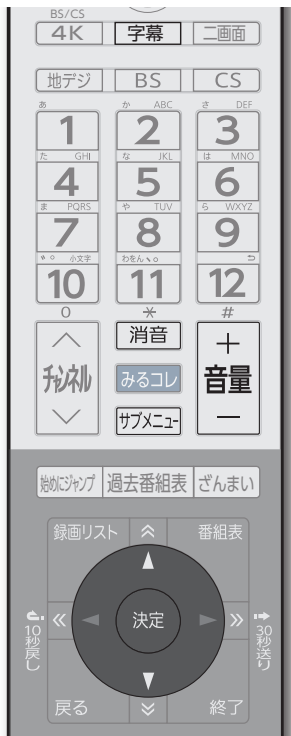 BS/CS
4K 字幕 二画面
地デジ BS CS
あ か ABC さ DEF
1 2 3
た GHI な JKL は MNO
4 5 6
ま PQRS や TUV ら WXYZ
7 8 9
小文字 わをん、。
10 11 12
0 * #
消音 +
チャンネル みるコレ 音量
サブメニュー −
始めにジャンプ 過去番組表 ざんまい
録画リスト 番組表
決定
10秒戻し 30秒送り
戻る 終了